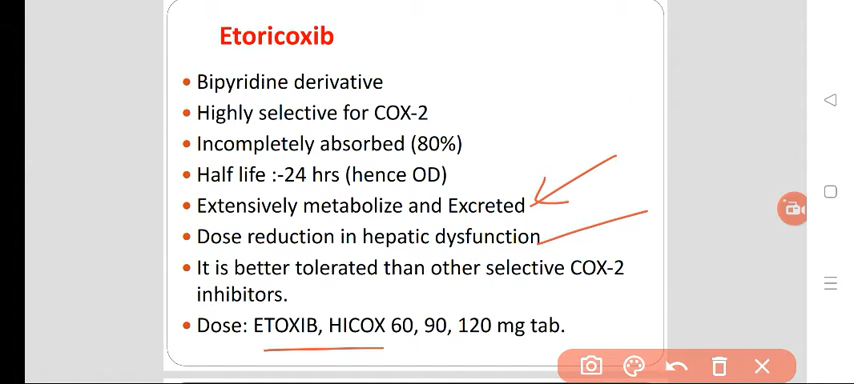 Etoricoxib
• Bipyridine derivative
• Highly selective for COX-2
• Incompletely absorbed (80%)
• Half life :-24 hrs (hence OD)
• Extensively metabolize and Excreted
• Dose reduction in hepatic dysfunction
• It is better tolerated than other selective COX-2
inhibitors.
• Dose: ETOXIB, HICOX 60, 90, 120 mg tab.